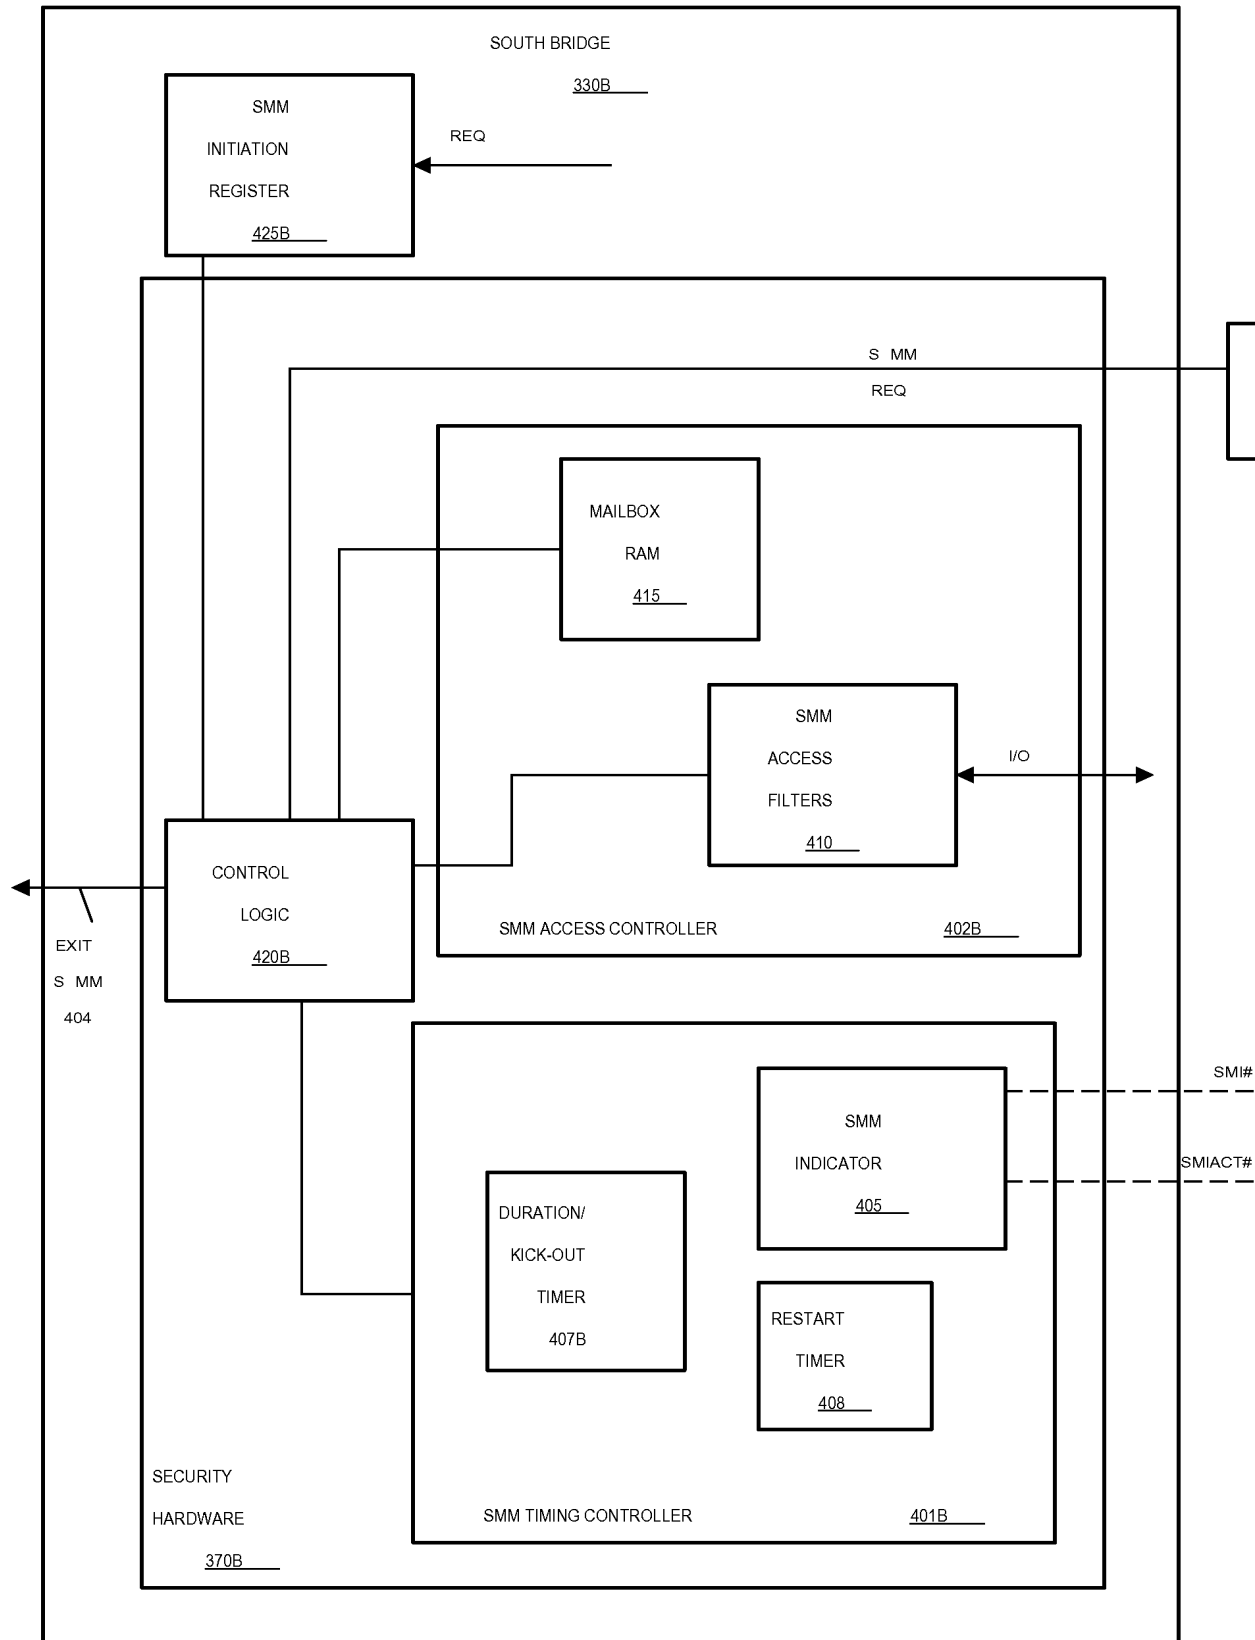 SOUTH BRIDGE
330B
SMM
INITIATION
REGISTER
425B
REQ
S MM
REQ
MAILBOX
RAM
415
SMM
ACCESS
FILTERS
410
I/O
SMM ACCESS CONTROLLER 402B
CONTROL
LOGIC
420B
EXIT
S MM
404
SMM
INDICATOR
405
SMI#
SMIACT#
DURATION/
KICK-OUT
TIMER
407B
RESTART
TIMER
408
SMM TIMING CONTROLLER 401B
SECURITY
HARDWARE
370B